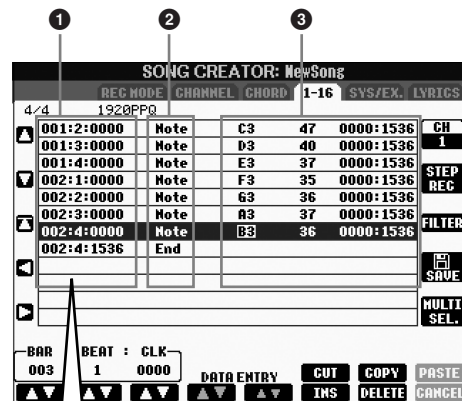 1 2 3
SONG CREATOR: NewSong
REC MODE CHANNEL CHORD 1-16 SYS/EX. LYRICS
4/4 1920PPQ
001:2:0000 Note C3 47 0000:1536
001:3:0000 Note D3 40 0000:1536
001:4:0000 Note E3 37 0000:1536
002:1:0000 Note F3 35 0000:1536
002:2:0000 Note G3 36 0000:1536
002:3:0000 Note A3 37 0000:1536
002:4:0000 Note B3 36 0000:1536
002:4:1536 End
CH
1
STEP
REC
FILTER
SAVE
MULTI
SEL.
BAR BEAT : CLK
003 1 0000
DATA ENTRY
CUT COPY PASTE
INS DELETE CANCEL